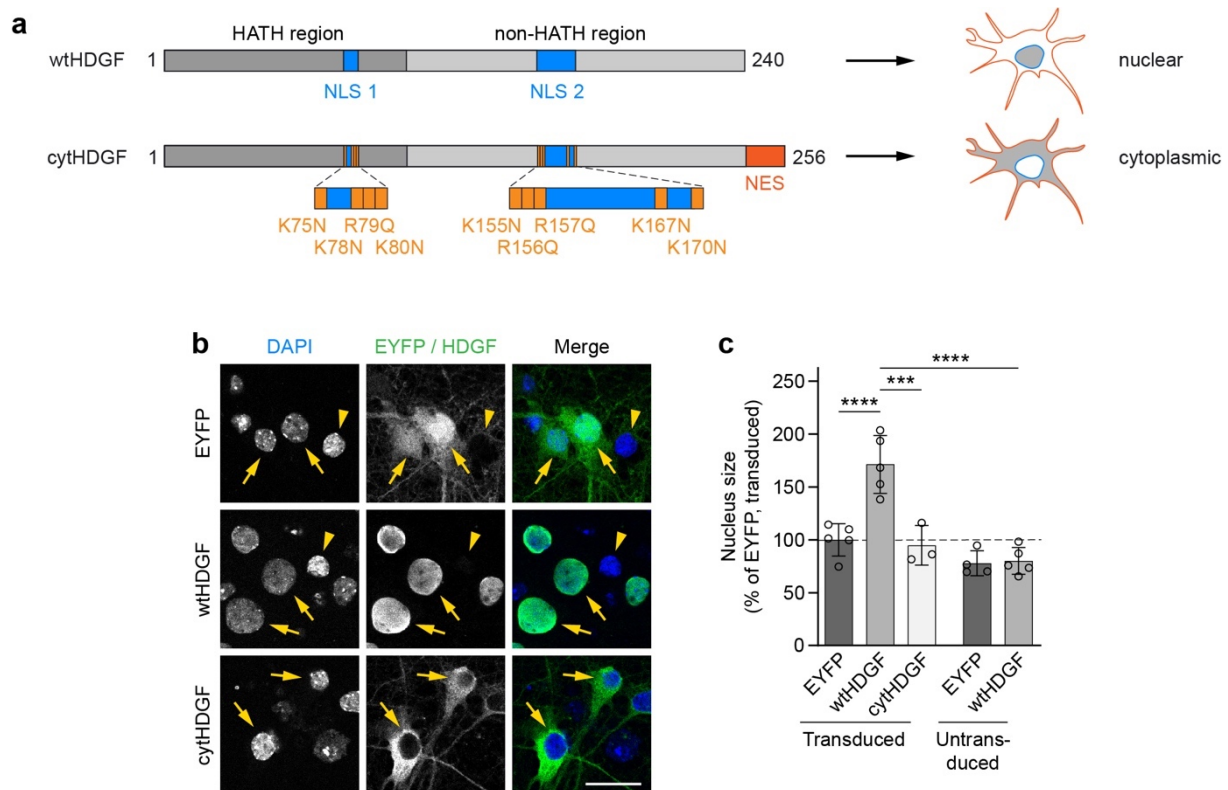 a
HATH region
non-HATH region
wtHDGF
1
240
nuclear
NLS 1
NLS 2
cytHDGF
1
256
cytoplasmic
NES
K75N
R79Q
K155N
R157Q
K167N
K78N
K80N
R156Q
K170N
b
DAPI
EYFP / HDGF
Merge
EYFP
wtHDGF
cytHDGF
c
Nucleus size
(% of EYFP, transduced)
250
200
150
100
50
0
****
***
****
EYFP
wtHDGF
cytHDGF
EYFP
wtHDGF
Transduced
Untrans-
duced